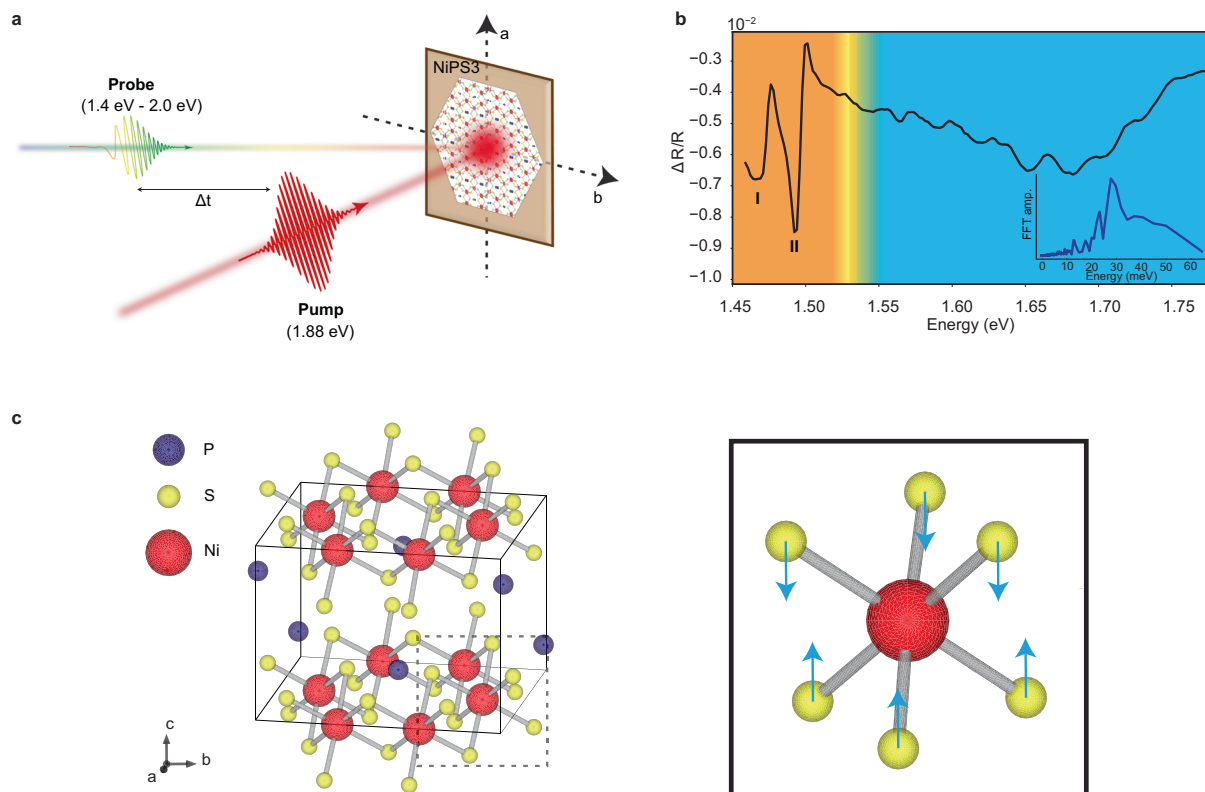 a
Probe
(1.4 eV - 2.0 eV)
Δt
Pump
(1.88 eV)
NiPS3
a
b
b
10⁻²
−0.3
−0.4
−0.5
−0.6
−0.7
−0.8
−0.9
−1.0
ΔR/R
I
II
1.45 1.50 1.55 1.60 1.65 1.70 1.75
Energy (eV)
FFT amp.
0 10 20 30 40 50 60
Energy (meV)
c
P
S
Ni
c
b
a